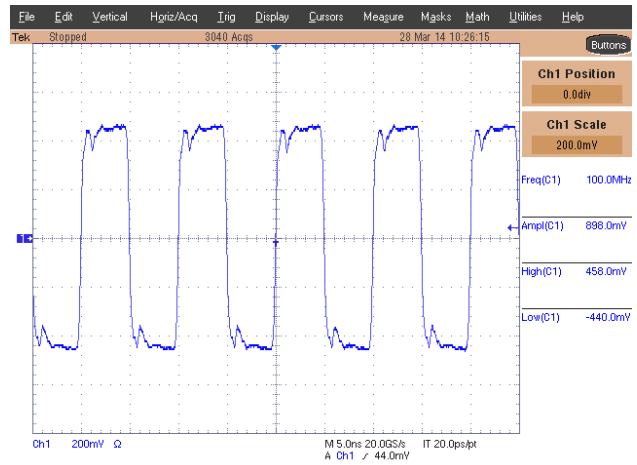 File Edit Vertical Horiz/Acq Trig Display Cursors Measure Masks Math Utilities Help
Tek Stopped 3040 Acqs 28 Mar 14 10:26:15
Buttons
Ch1 Position
0.0div
Ch1 Scale
200.0mV
Freq(C1) 100.0MHz
1
Ampl(C1) 898.0mV
High(C1) 458.0mV
Low(C1) -440.0mV
Ch1 200mV Ω M 5.0ns 20.0GS/s IT 20.0ps/pt
A Ch1 ∕ 44.0mV